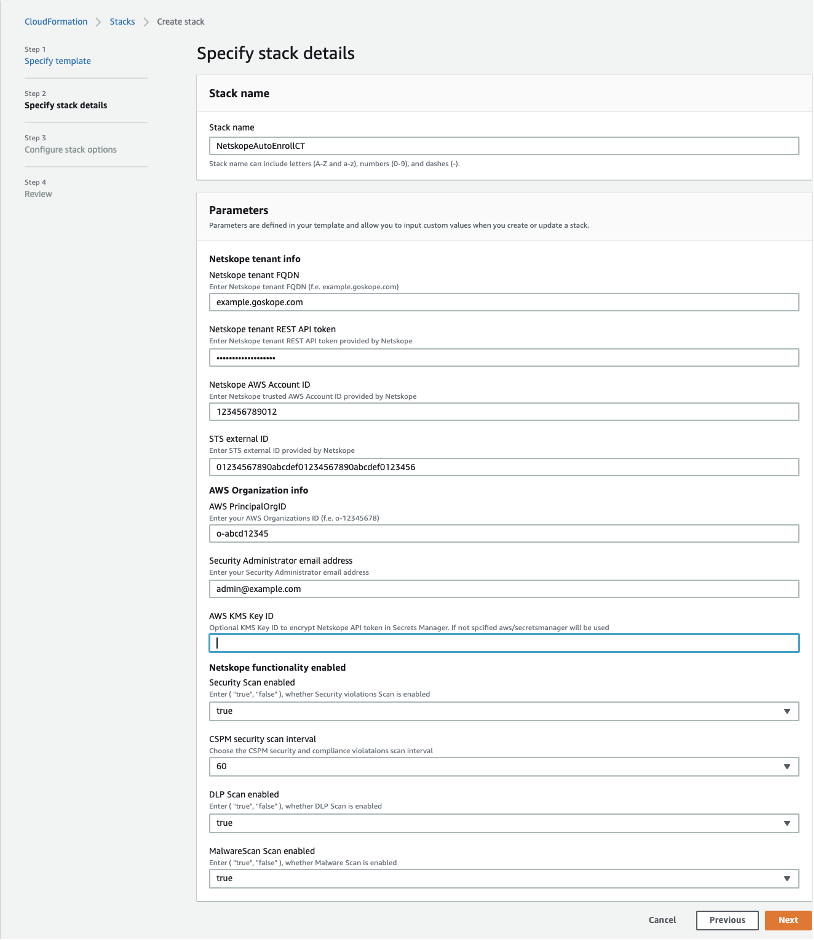 CloudFormation > Stacks > Create stack
Step 1
Specify template
Step 2
Specify stack details
Step 3
Configure stack options
Step 4
Review
Specify stack details
Stack name
Stack name
NetskopeAutoEnrollCT
Stack name can include letters (A-Z and a-z), numbers (0-9), and dashes (-).
Parameters
Parameters are defined in your template and allow you to input custom values when you create or update a stack.
Netskope tenant info
Netskope tenant FQDN
Enter Netskope tenant FQDN (f.e. example.goskope.com)
example.goskope.com
Netskope tenant REST API token
Enter Netskope tenant REST API token provided by Netskope
••••••••••••••••••
Netskope AWS Account ID
Enter Netskope trusted AWS Account ID provided by Netskope
123456789012
STS external ID
Enter STS external ID provided by Netskope
01234567890abcdef01234567890abcdef0123456
AWS Organization info
AWS PrincipalOrgID
Enter your AWS Organizations ID (f.e. o-12345678)
o-abcd12345
Security Administrator email address
Enter your Security Administrator email address
admin@example.com
AWS KMS Key ID
Optional KMS Key ID to encrypt Netskope API token in Secrets Manager. If not spcified aws/secretsmanager will be used
Netskope functionality enabled
Security Scan enabled
Enter ( "true", "false" ), whether Security violations Scan is enabled
true
CSPM security scan interval
Choose the CSPM security and compliance violataions scan interval
60
DLP Scan enabled
Enter ( "true", "false" ), whether DLP Scan is enabled
true
MalwareScan Scan enabled
Enter ( "true", "false" ), whether Malware Scan is enabled
true
Cancel Previous Next